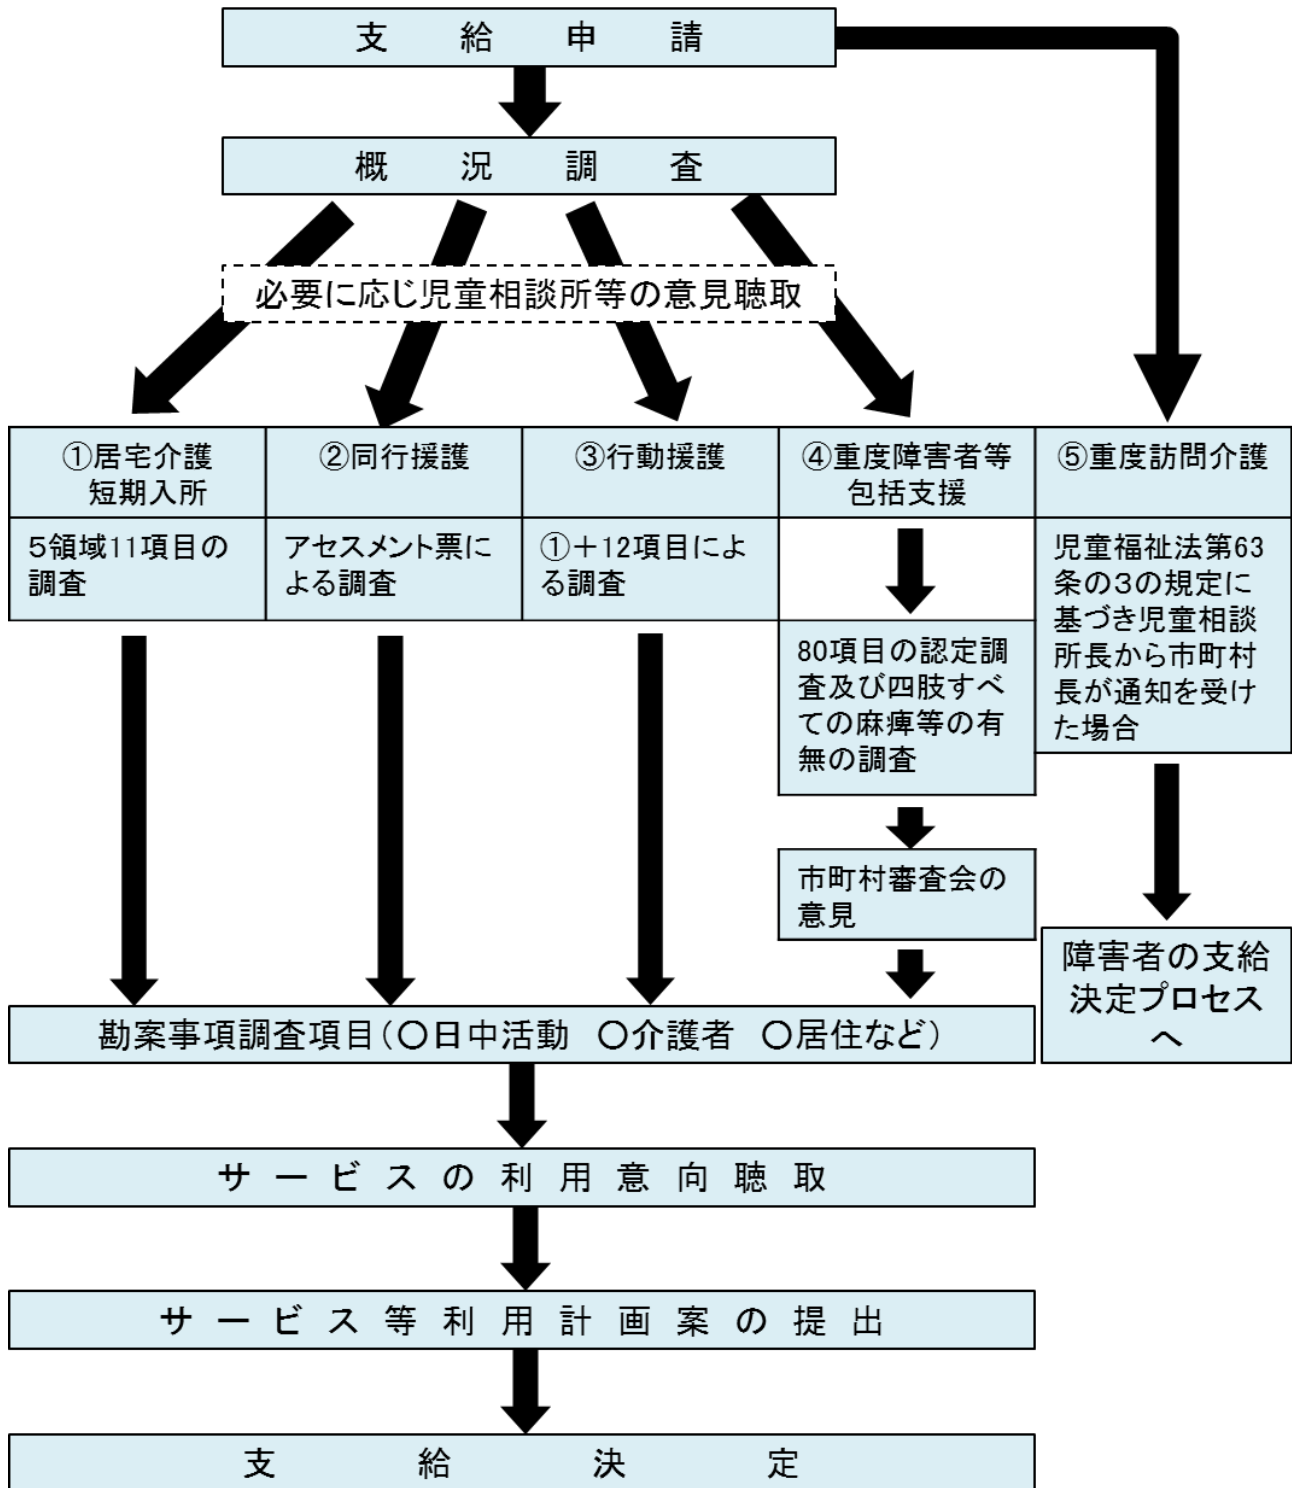 支給申請
概況調査
必要に応じ児童相談所等の意見聴取
①居宅介護
短期入所
5領域11項目の
調査
②同行援護
アセスメント票に
よる調査
③行動援護
①+12項目によ
る調査
④重度障害者等
包括支援
80項目の認定調
査及び四肢すべ
ての麻痺等の有
無の調査
市町村審査会の
意見
⑤重度訪問介護
児童福祉法第63
条の3の規定に
基づき児童相談
所長から市町村
長が通知を受け
た場合
障害者の支給
決定プロセス
へ
勘案事項調査項目(〇日中活動 〇介護者 〇居住など)
サービスの利用意向聴取
サービス等利用計画案の提出
支給決定